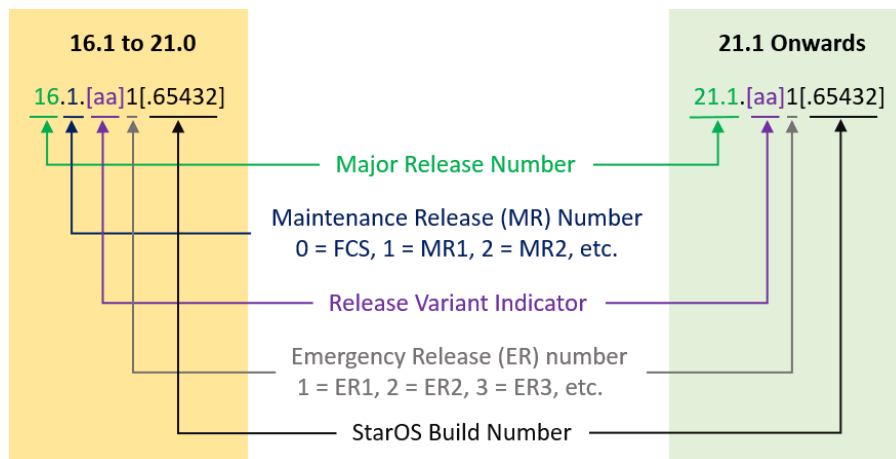 16.1 to 21.0
21.1 Onwards
16.1.[aa]1[.65432]
21.1.[aa]1[.65432]
Major Release Number
Maintenance Release (MR) Number
0 = FCS, 1 = MR1, 2 = MR2, etc.
Release Variant Indicator
Emergency Release (ER) number
1 = ER1, 2 = ER2, 3 = ER3, etc.
StarOS Build Number